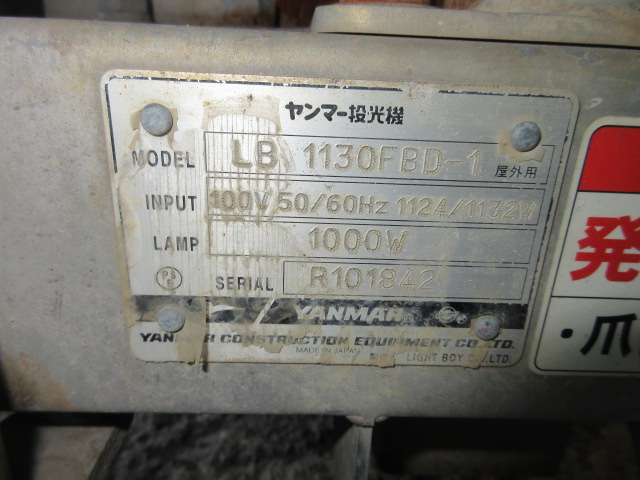 ヤンマー投光機
MODEL LB 1130FBD-1 屋外用
INPUT 100V 50/60Hz 1124/1132W
LAMP 1000W
PS E SERIAL R101842
YANMAR
YANMAR CONSTRUCTION EQUIPMENT CO.,LTD.
MADE IN JAPAN
LIGHT BOY CO.,LTD.
発
・爪